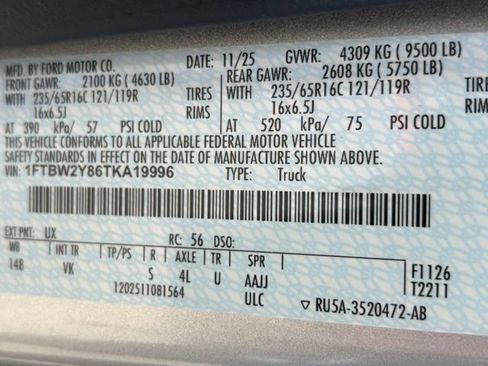 MFD. BY FORD MOTOR CO.
DATE: 11/25 GVWR: 4309 KG ( 9500 LB)
FRONT GAWR: 2100 KG ( 4630 LB) REAR GAWR: 2608 KG ( 5750 LB)
WITH 235/65R16C 121/119R TIRES WITH 235/65R16C 121/119R TIRES
16x6.5J RIMS 16x6.5J RIMS
AT 390 kPa/ 57 PSI COLD AT 520 kPa/ 75 PSI COLD
THIS VEHICLE CONFORMS TO ALL APPLICABLE FEDERAL MOTOR VEHICLE
SAFETY STANDARDS IN EFFECT ON THE DATE OF MANUFACTURE SHOWN ABOVE.
VIN: 1FTBW2Y86TKA19996 TYPE: Truck
EXT PNT: UX RC: 56 DSO:
WB INT TR TP/PS R AX TR SPR
148 VK S 4L U AAJJ
ULC
1202511081564
F1126
T2211
RU5A-3520472-AB